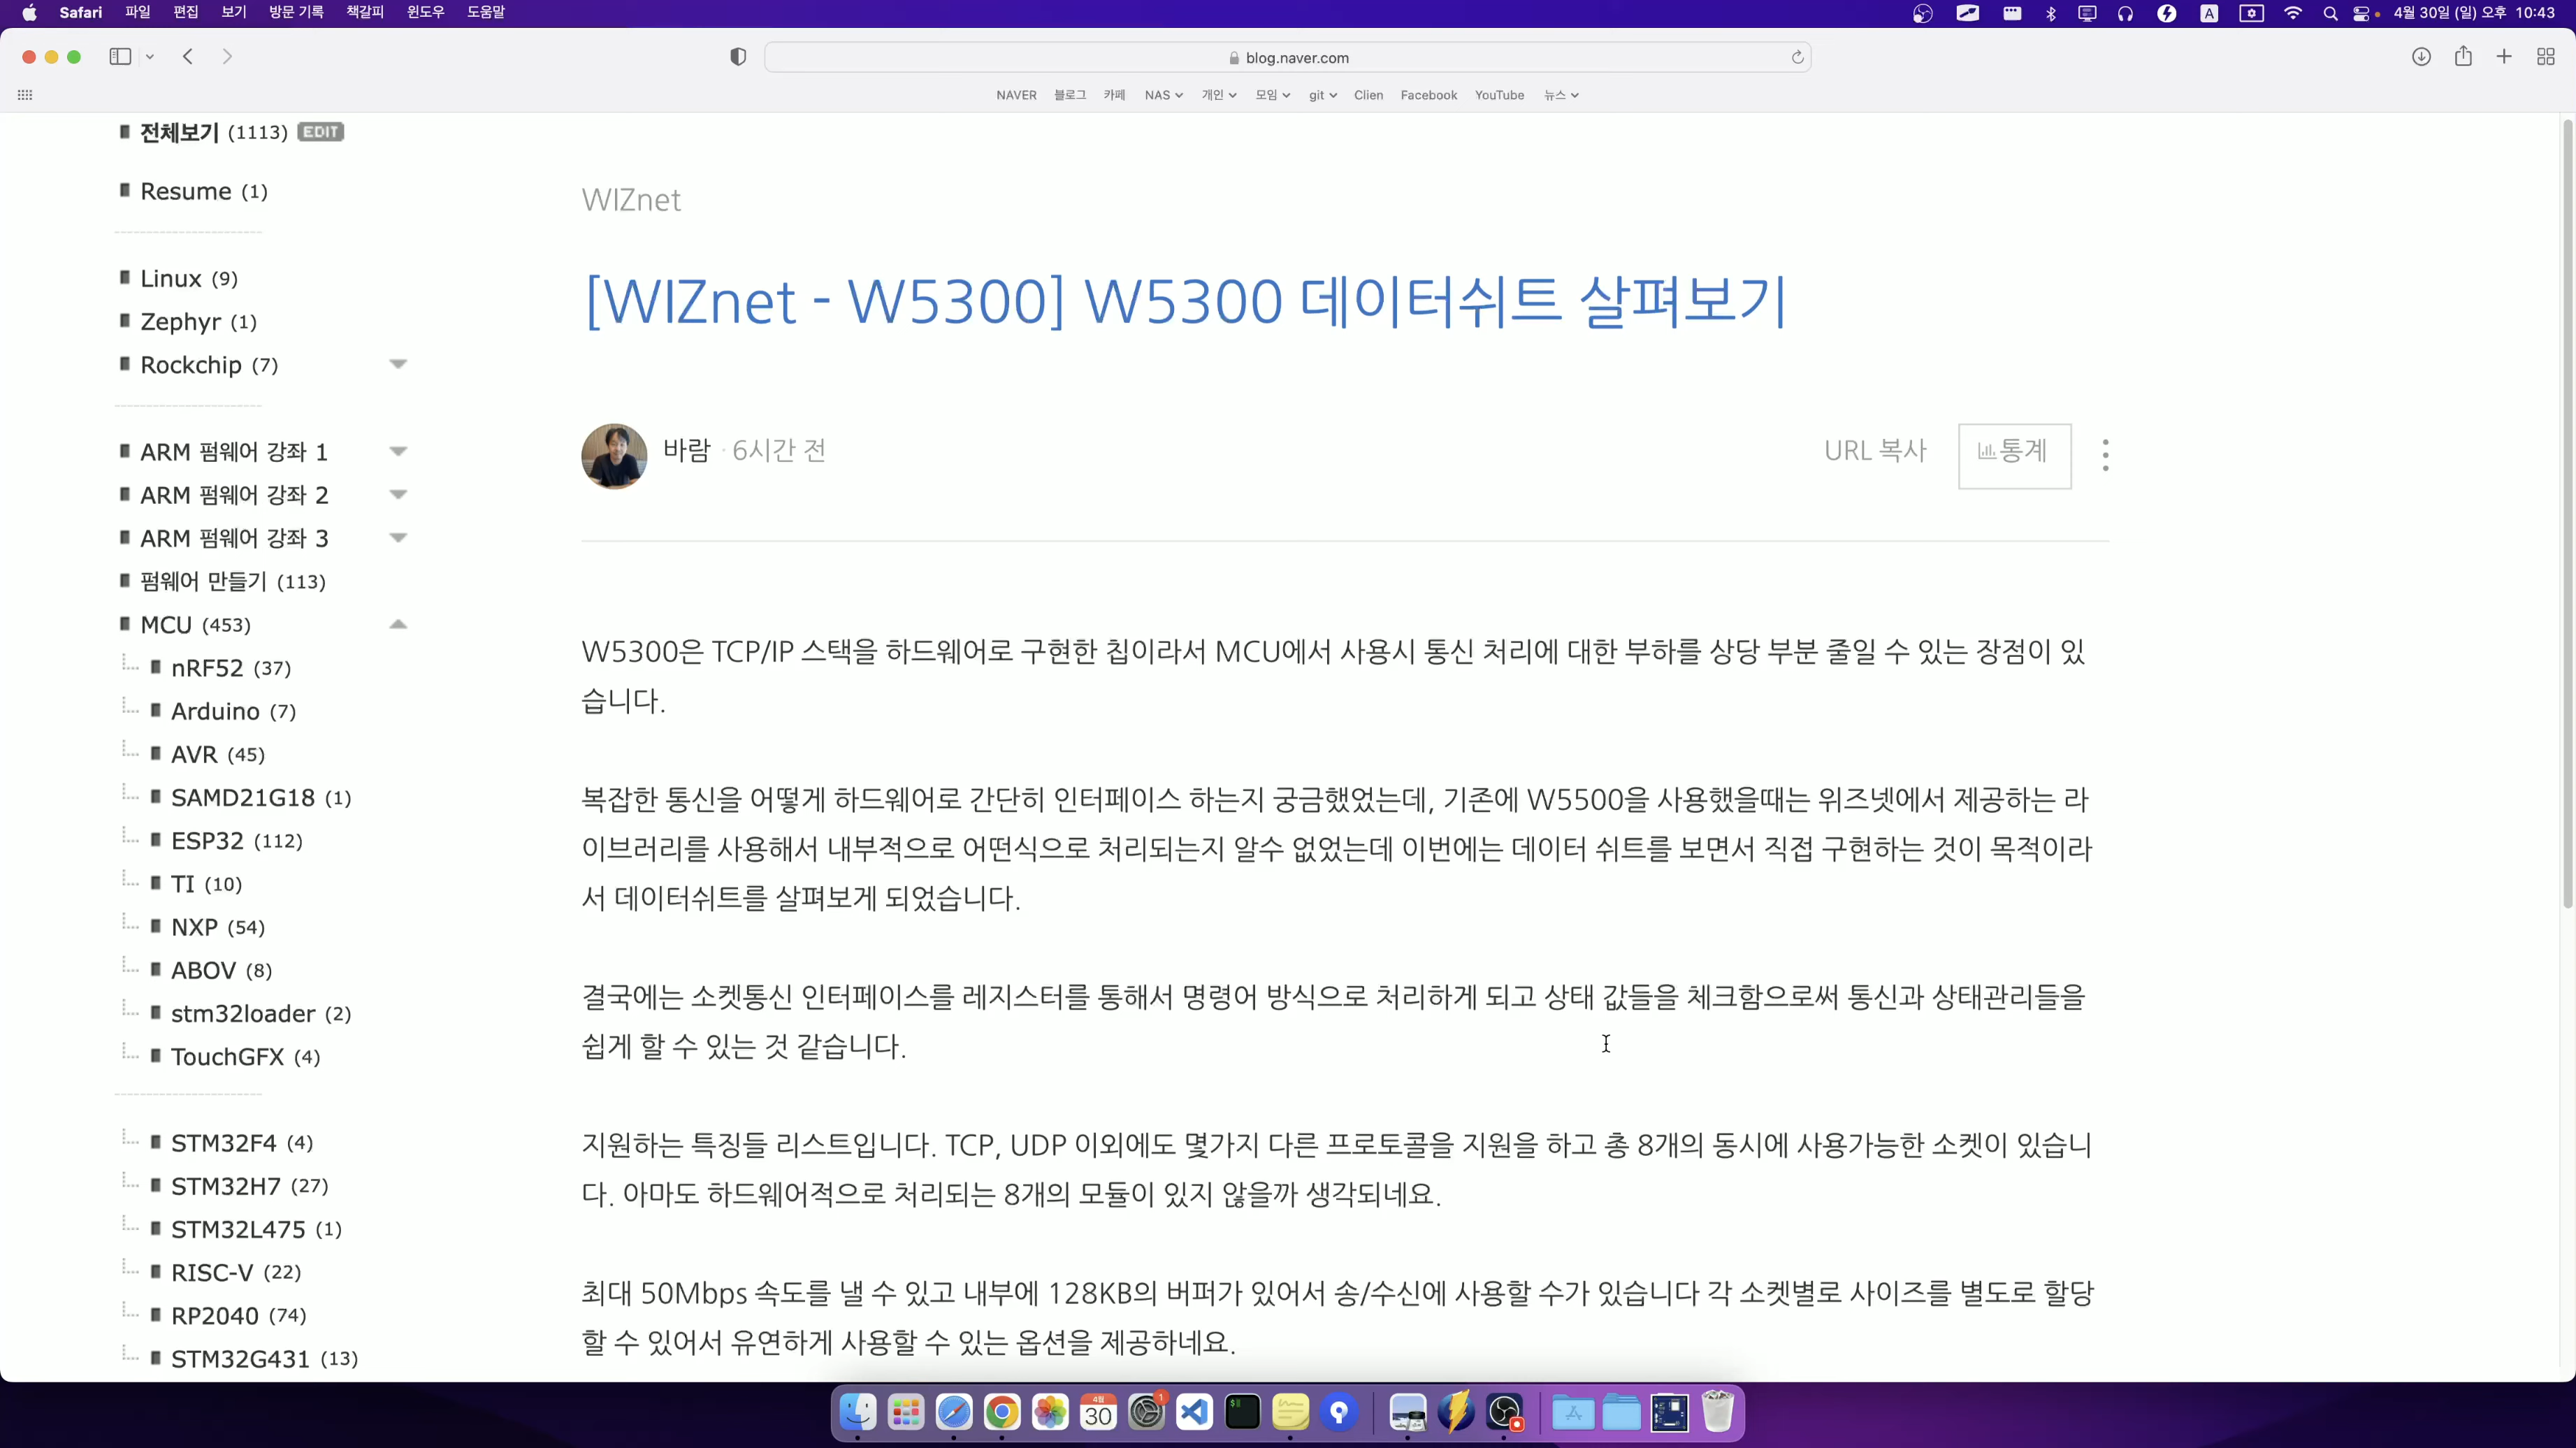 Safari 파일 편집 보기 방문 기록 책갈피 윈도우 도움말
A
4월 30일 (일) 오후 10:43
blog.naver.com
NAVER 블로그 카페 NAS 개인 모임 git Clien Facebook YouTube 뉴스
전체보기 (1113) EDIT
Resume (1)
Linux (9)
Zephyr (1)
Rockchip (7)
ARM 펌웨어 강좌 1
ARM 펌웨어 강좌 2
ARM 펌웨어 강좌 3
펌웨어 만들기 (113)
MCU (453)
nRF52 (37)
Arduino (7)
AVR (45)
SAMD21G18 (1)
ESP32 (112)
TI (10)
NXP (54)
ABOV (8)
stm32loader (2)
TouchGFX (4)
STM32F4 (4)
STM32H7 (27)
STM32L475 (1)
RISC-V (22)
RP2040 (74)
STM32G431 (13)
WIZnet
[WIZnet - W5300] W5300 데이터쉬트 살펴보기
바람 · 6시간 전
URL 복사 통계
W5300은 TCP/IP 스택을 하드웨어로 구현한 칩이라서 MCU에서 사용시 통신 처리에 대한 부하를 상당 부분 줄일 수 있는 장점이 있
습니다.
복잡한 통신을 어떻게 하드웨어로 간단히 인터페이스 하는지 궁금했었는데, 기존에 W5500을 사용했을때는 위즈넷에서 제공하는 라
이브러리를 사용해서 내부적으로 어떤식으로 처리되는지 알수 없었는데 이번에는 데이터 쉬트를 보면서 직접 구현하는 것이 목적이라
서 데이터쉬트를 살펴보게 되었습니다.
결국에는 소켓통신 인터페이스를 레지스터를 통해서 명령어 방식으로 처리하게 되고 상태 값들을 체크함으로써 통신과 상태관리들을
쉽게 할 수 있는 것 같습니다.
지원하는 특징들 리스트입니다. TCP, UDP 이외에도 몇가지 다른 프로토콜을 지원을 하고 총 8개의 동시에 사용가능한 소켓이 있습니
다. 아마도 하드웨어적으로 처리되는 8개의 모듈이 있지 않을까 생각되네요.
최대 50Mbps 속도를 낼 수 있고 내부에 128KB의 버퍼가 있어서 송/수신에 사용할 수가 있습니다 각 소켓별로 사이즈를 별도로 할당
할 수 있어서 유연하게 사용할 수 있는 옵션을 제공하네요.
4월
30
1